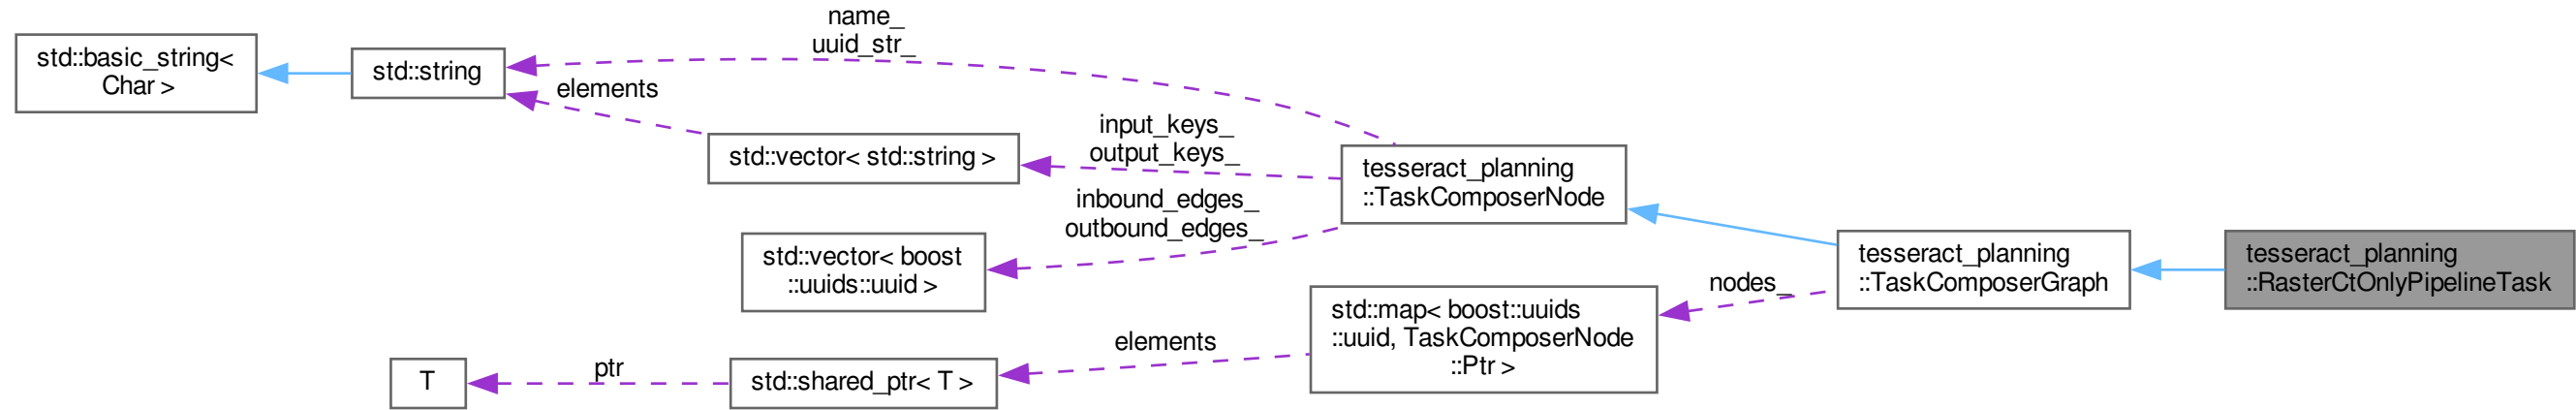 name_
uuid_str_
std::basic_string<
Char >
std::string
elements
input_keys_
output_keys_
std::vector< std::string >
tesseract_planning
::TaskComposerNode
inbound_edges_
outbound_edges_
std::vector< boost
::uuids::uuid >
tesseract_planning
::TaskComposerGraph
tesseract_planning
::RasterCtOnlyPipelineTask
nodes_
std::map< boost::uuids
::uuid, TaskComposerNode
::Ptr >
elements
std::shared_ptr< T >
ptr
T